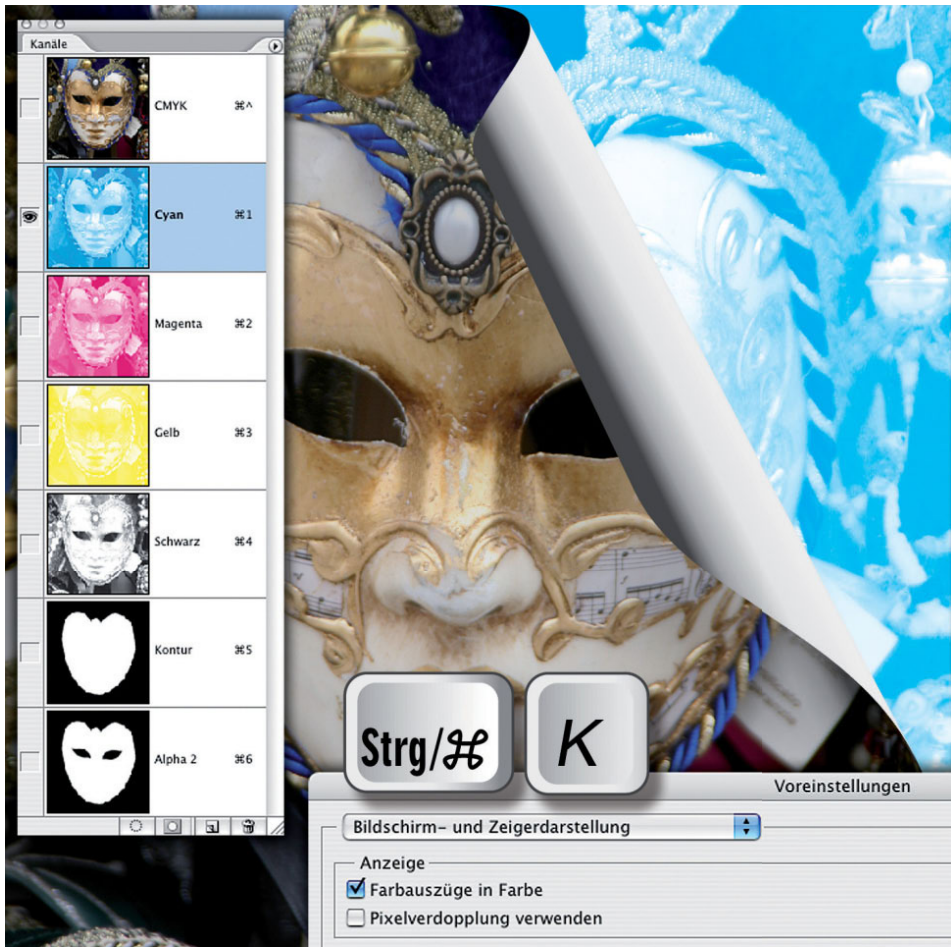 Kanäle
CMYK ⌘^
Cyan ⌘1
Magenta ⌘2
Gelb ⌘3
Schwarz ⌘4
Kontur ⌘5
Alpha 2 ⌘6
Strg/⌘ K
Voreinstellungen
Bildschirm- und Zeigerdarstellung
Anzeige
Farbauszüge in Farbe
Pixelverdopplung verwenden